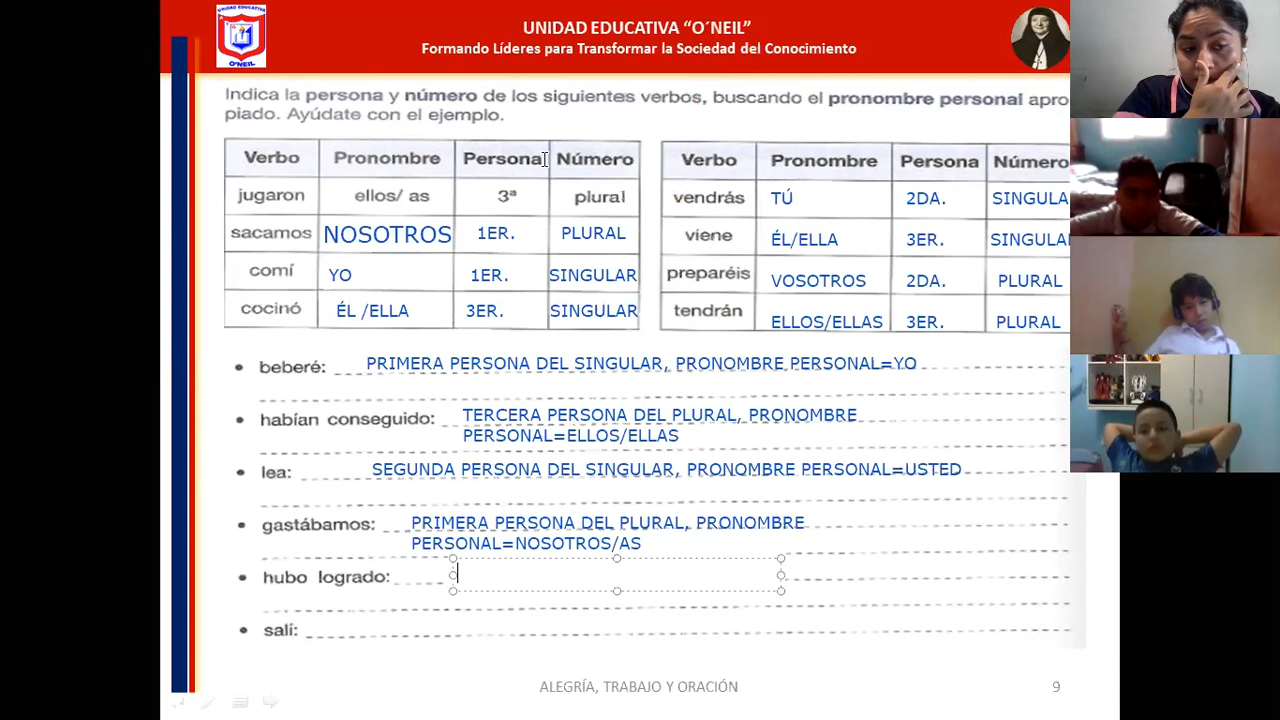 UNIDAD EDUCATIVA
O´NEIL
UNIDAD EDUCATIVA “O´NEIL”
Formando Líderes para Transformar la Sociedad del Conocimiento
Indica la persona y número de los siguientes verbos, buscando el pronombre personal apro
piado. Ayúdate con el ejemplo.
Verbo Pronombre Persona Número
jugaron ellos/ as 3ª plural
sacamos NOSOTROS 1ER. PLURAL
comí YO 1ER. SINGULAR
cocinó ÉL /ELLA 3ER. SINGULAR
Verbo Pronombre Persona Número
vendrás TÚ 2DA. SINGULA
viene ÉL/ELLA 3ER. SINGULA
preparéis VOSOTROS 2DA. PLURAL
tendrán ELLOS/ELLAS 3ER. PLURAL
• beberé: PRIMERA PERSONA DEL SINGULAR, PRONOMBRE PERSONAL=YO
• habían conseguido: TERCERA PERSONA DEL PLURAL, PRONOMBRE
PERSONAL=ELLOS/ELLAS
• lea: SEGUNDA PERSONA DEL SINGULAR, PRONOMBRE PERSONAL=USTED
• gastábamos: PRIMERA PERSONA DEL PLURAL, PRONOMBRE
PERSONAL=NOSOTROS/AS
• hubo logrado:
• salí:
ALEGRÍA, TRABAJO Y ORACIÓN
9